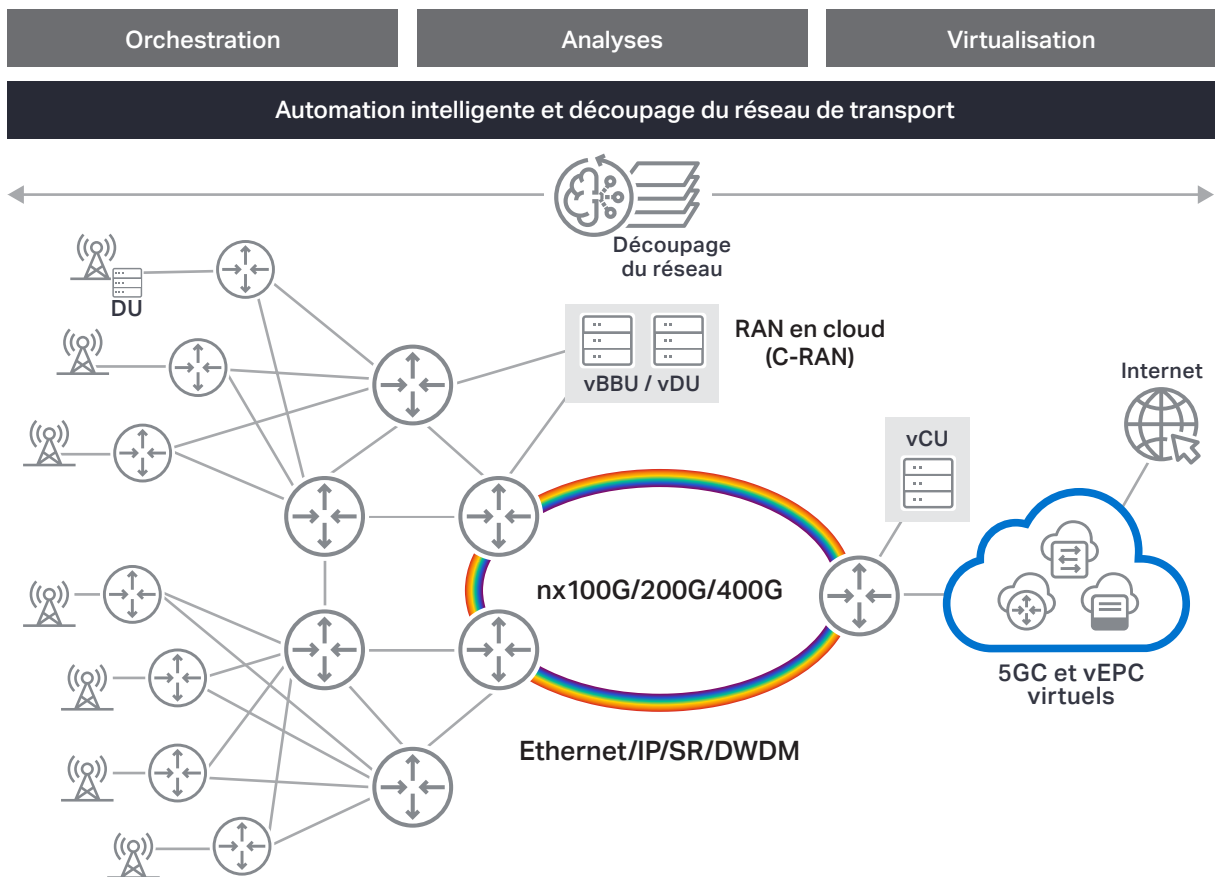 Orchestration
Analyses
Virtualisation
Automation intelligente et découpage du réseau de transport
Découpage
du réseau
DU
vBBU / vDU
RAN en cloud
(C-RAN)
Internet
vCU
nx100G/200G/400G
5GC et vEPC
virtuels
Ethernet/IP/SR/DWDM